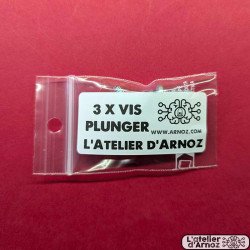 3 X VIS
PLUNGER
WWW.ARNOZ.COM
L'ATELIER D'ARNOZ
L'atelier
d'Arnoz